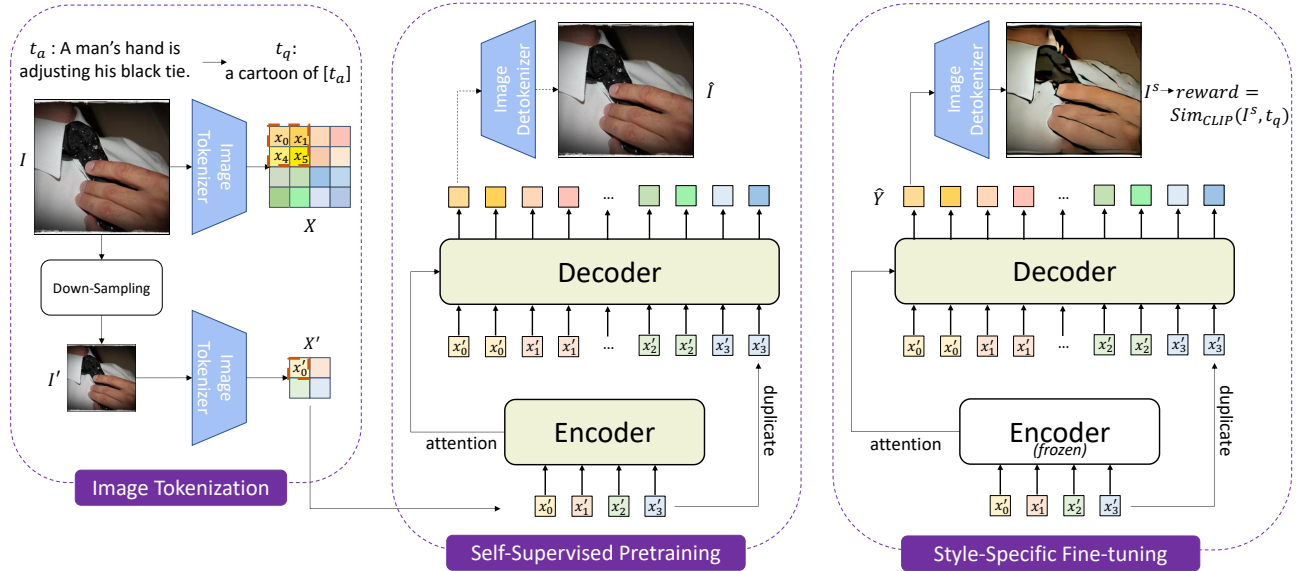 t_a : A man's hand is
adjusting his black tie.
t_q:
a cartoon of [t_a]
I
Image
Tokenizer
x_0 x_1
x_4 x_5
X
Down-Sampling
I'
Image
Tokenizer
X'
x'_0
Image Tokenization
Image
Detokenizer
Î
...
Decoder
x'_0 x'_0 x'_1 x'_1 ... x'_2 x'_2 x'_3 x'_3
attention
Encoder
duplicate
x'_0 x'_1 x'_2 x'_3
Self-Supervised Pretraining
Image
Detokenizer
I^s → reward =
Sim_CLIP(I^s, t_q)
Ŷ
...
Decoder
x'_0 x'_0 x'_1 x'_1 ... x'_2 x'_2 x'_3 x'_3
attention
Encoder
(frozen)
duplicate
x'_0 x'_1 x'_2 x'_3
Style-Specific Fine-tuning